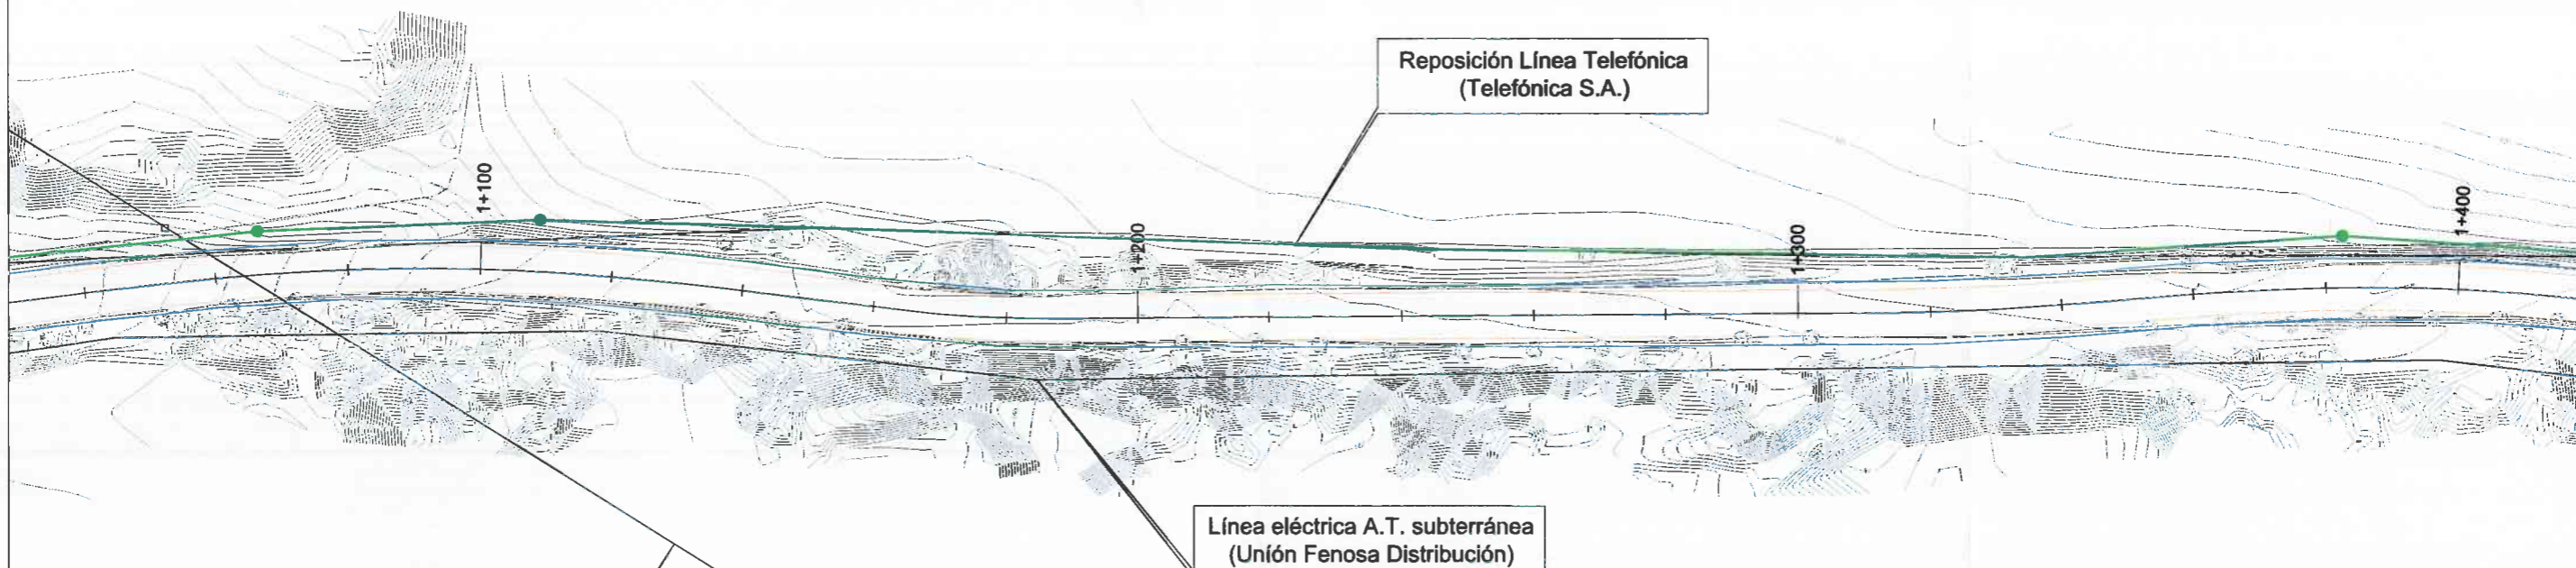 Reposición Línea Telefónica
(Telefónica S.A.)
1+100
1+200
1+300
1+400
Línea eléctrica A.T. subterránea
(Unión Fenosa Distribución)